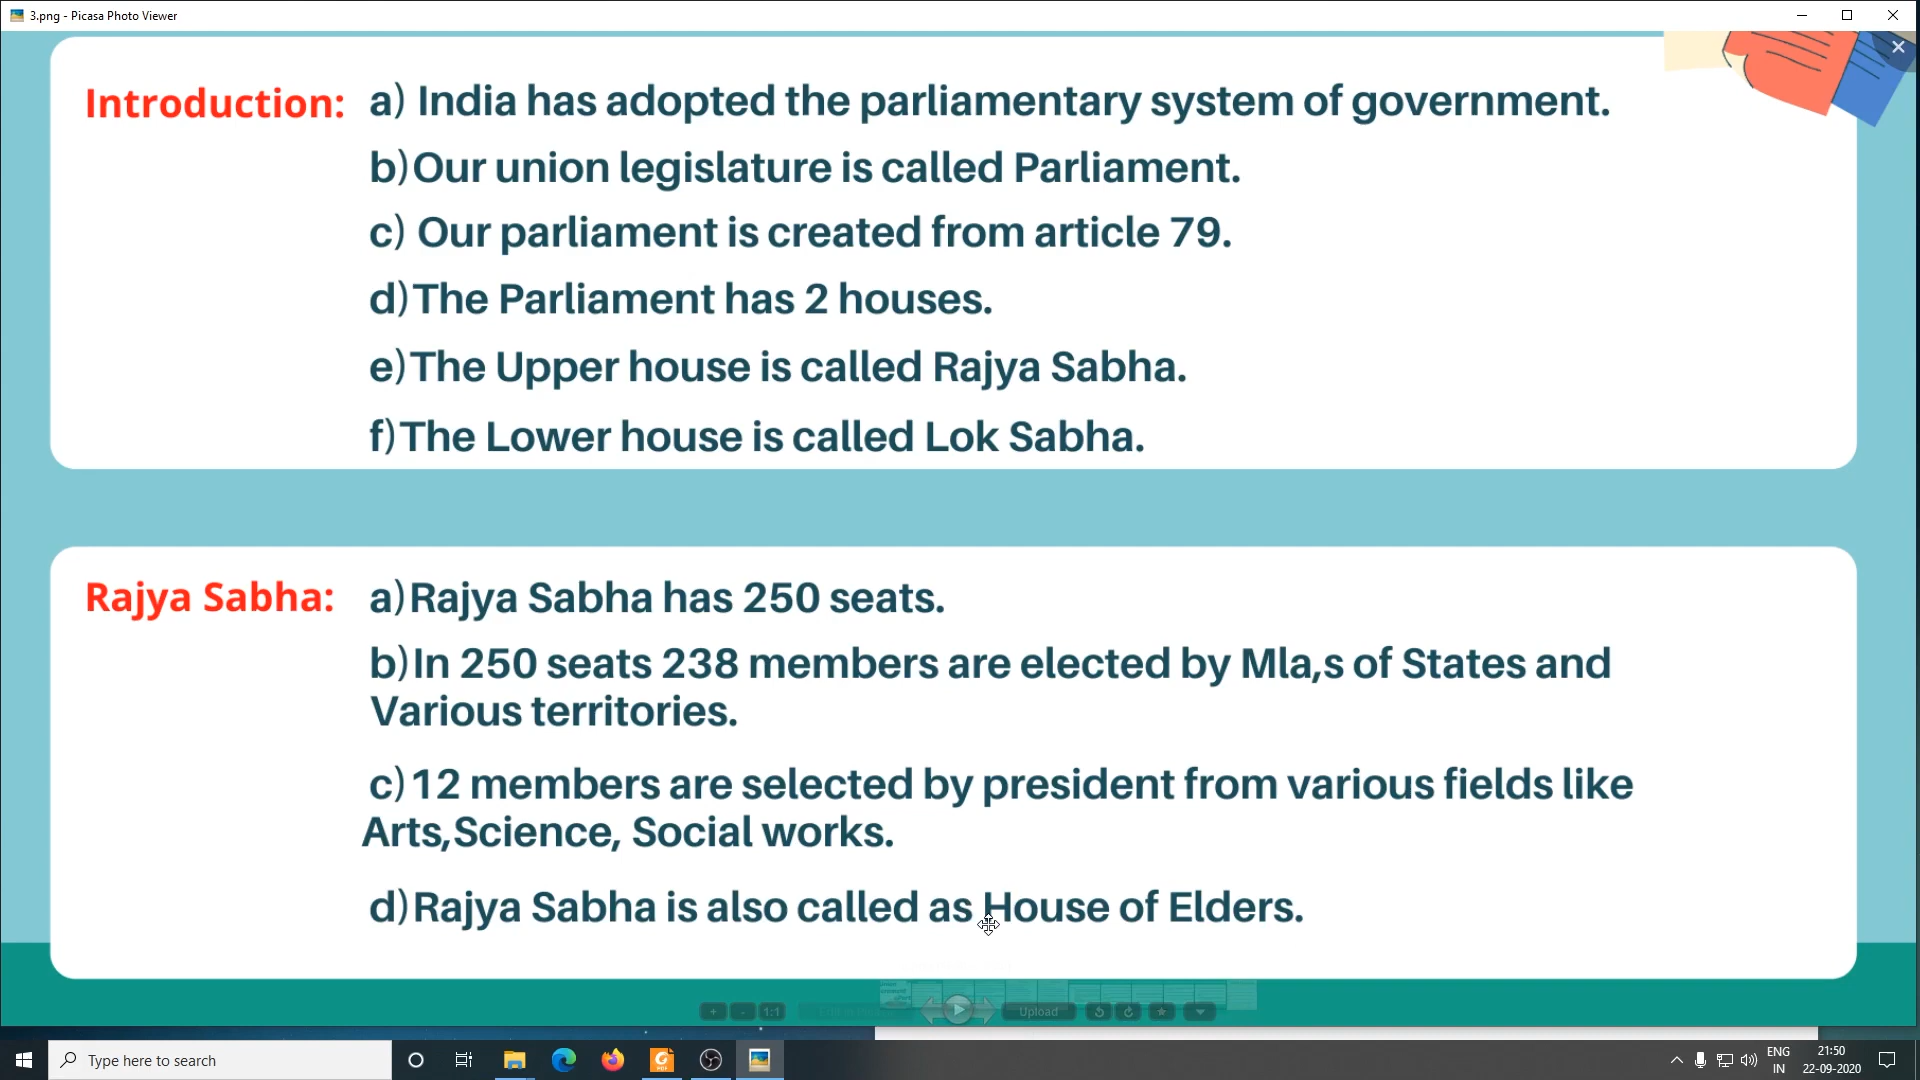 3.png - Picasa Photo Viewer
Introduction: a) India has adopted the parliamentary system of government.
b)Our union legislature is called Parliament.
c) Our parliament is created from article 79.
d)The Parliament has 2 houses.
e)The Upper house is called Rajya Sabha.
f)The Lower house is called Lok Sabha.
Rajya Sabha: a)Rajya Sabha has 250 seats.
b)In 250 seats 238 members are elected by Mla,s of States and
Various territories.
c)12 members are selected by president from various fields like
Arts,Science, Social works.
d)Rajya Sabha is also called as House of Elders.
1:1 Upload
Type here to search
ENG
IN
21:50
22-09-2020